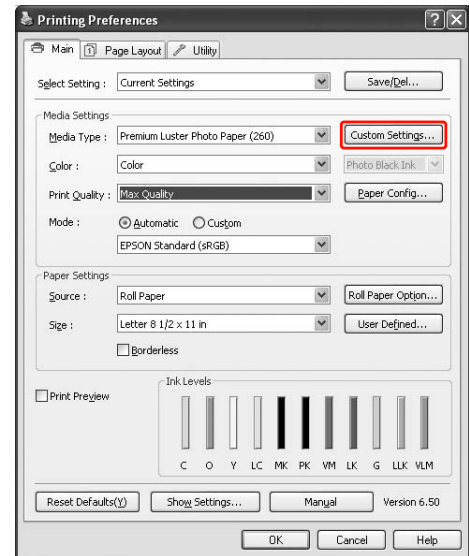 Printing Preferences
Main Page Layout Utility
Select Setting : Current Settings Save/Del...
Media Settings
Media Type : Premium Luster Photo Paper (260) Custom Settings...
Color : Color Photo Black Ink
Print Quality : Max Quality Paper Config...
Mode : Automatic Custom
EPSON Standard (sRGB)
Paper Settings
Source : Roll Paper Roll Paper Option...
Size : Letter 8 1/2 x 11 in User Defined...
Borderless
Print Preview
Ink Levels
C O Y LC MK PK VM LK G LLK VLM
Reset Defaults(Y) Show Settings... Manual Version 6.50
OK Cancel Help